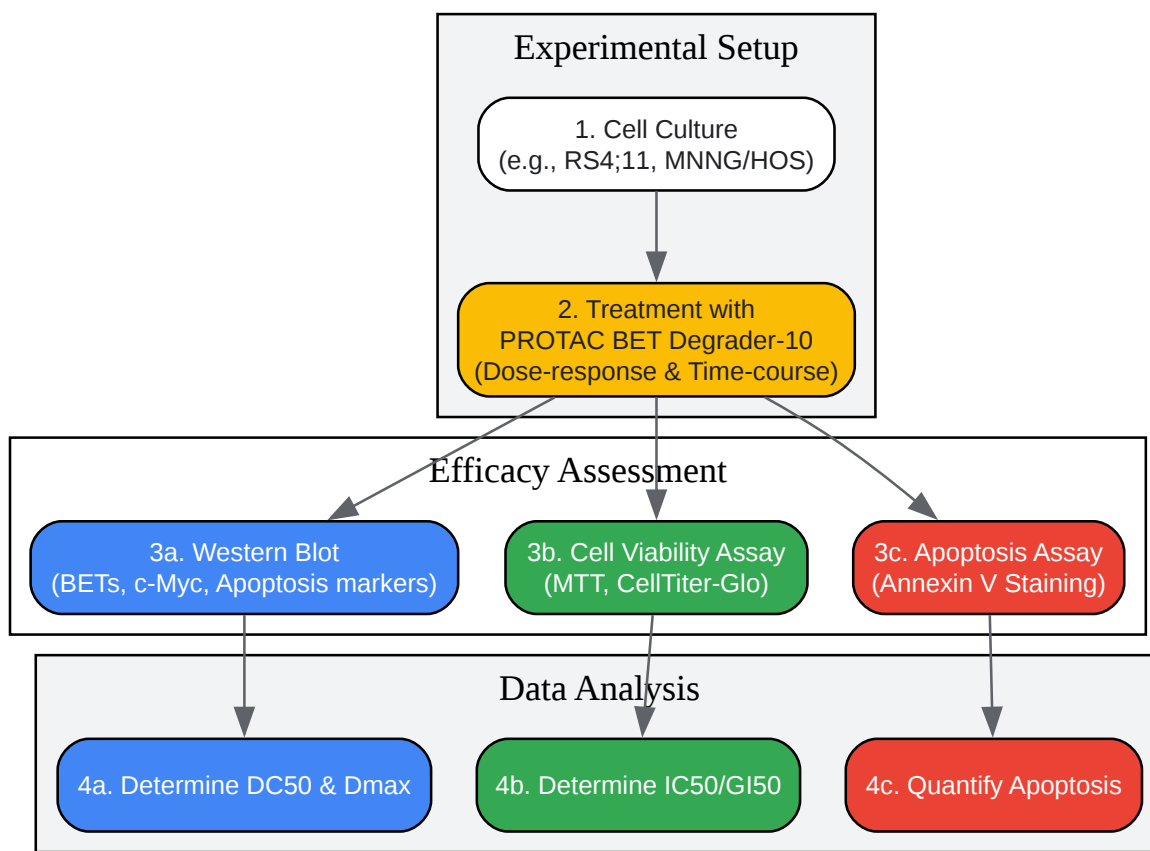 Experimental Setup
1. Cell Culture
(e.g., RS4;11, MNNG/HOS)
2. Treatment with
PROTAC BET Degrader-10
(Dose-response & Time-course)
Efficacy Assessment
3a. Western Blot
(BETs, c-Myc, Apoptosis markers)
3b. Cell Viability Assay
(MTT, CellTiter-Glo)
3c. Apoptosis Assay
(Annexin V Staining)
Data Analysis
4a. Determine DC50 & Dmax
4b. Determine IC50/GI50
4c. Quantify Apoptosis